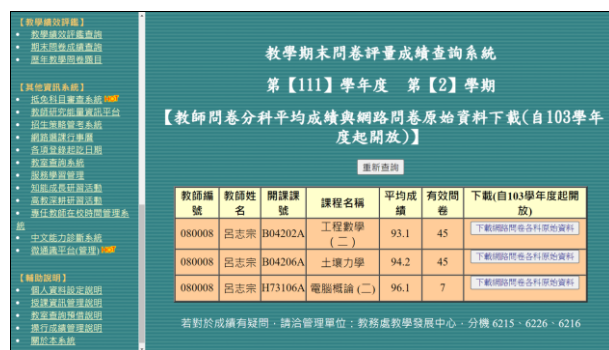 【教學績效評鑑】
• 教學績效評鑑查詢
• 期末問卷成績查詢
• 歷年教學問卷題目
【其他資訊系統】
• 抵免科目審查系統
• 教師研究能量資訊平台
• 招生策略管考系統
• 網路選課行事曆
• 各項登錄起訖日期
• 教室查詢系統
• 服務學習管理
• 知能成長研習活動
• 高教深耕研習活動
• 專任教師在校時間管理系
統
• 中文能力診斷系統
• 微通識平台(管理)
【輔助說明】
• 個人資料設定說明
• 授課資訊管理說明
• 教室查詢預借說明
• 操行成績管理說明
• 關於本系統
教學期末問卷評量成績查詢系統
第【111】學年度 第【2】學期
【教師問卷分科平均成績與網路問卷原始資料下載(自103學年
度起開放)】
重新查詢
教師編號 教師姓名 開課課號 課程名稱 平均成績 有效問卷 下載(自103學年度起開放)
080008 呂志宗 B04202A 工程數學(二) 93.1 45 下載網路問卷各科原始資料
080008 呂志宗 B04206A 土壤力學 94.2 45 下載網路問卷各科原始資料
080008 呂志宗 H73106A 電腦概論 (二) 96.1 7 下載網路問卷各科原始資料
若對於成績有疑問，請洽管理單位：教務處教學發展中心，分機 6215、6226、6216